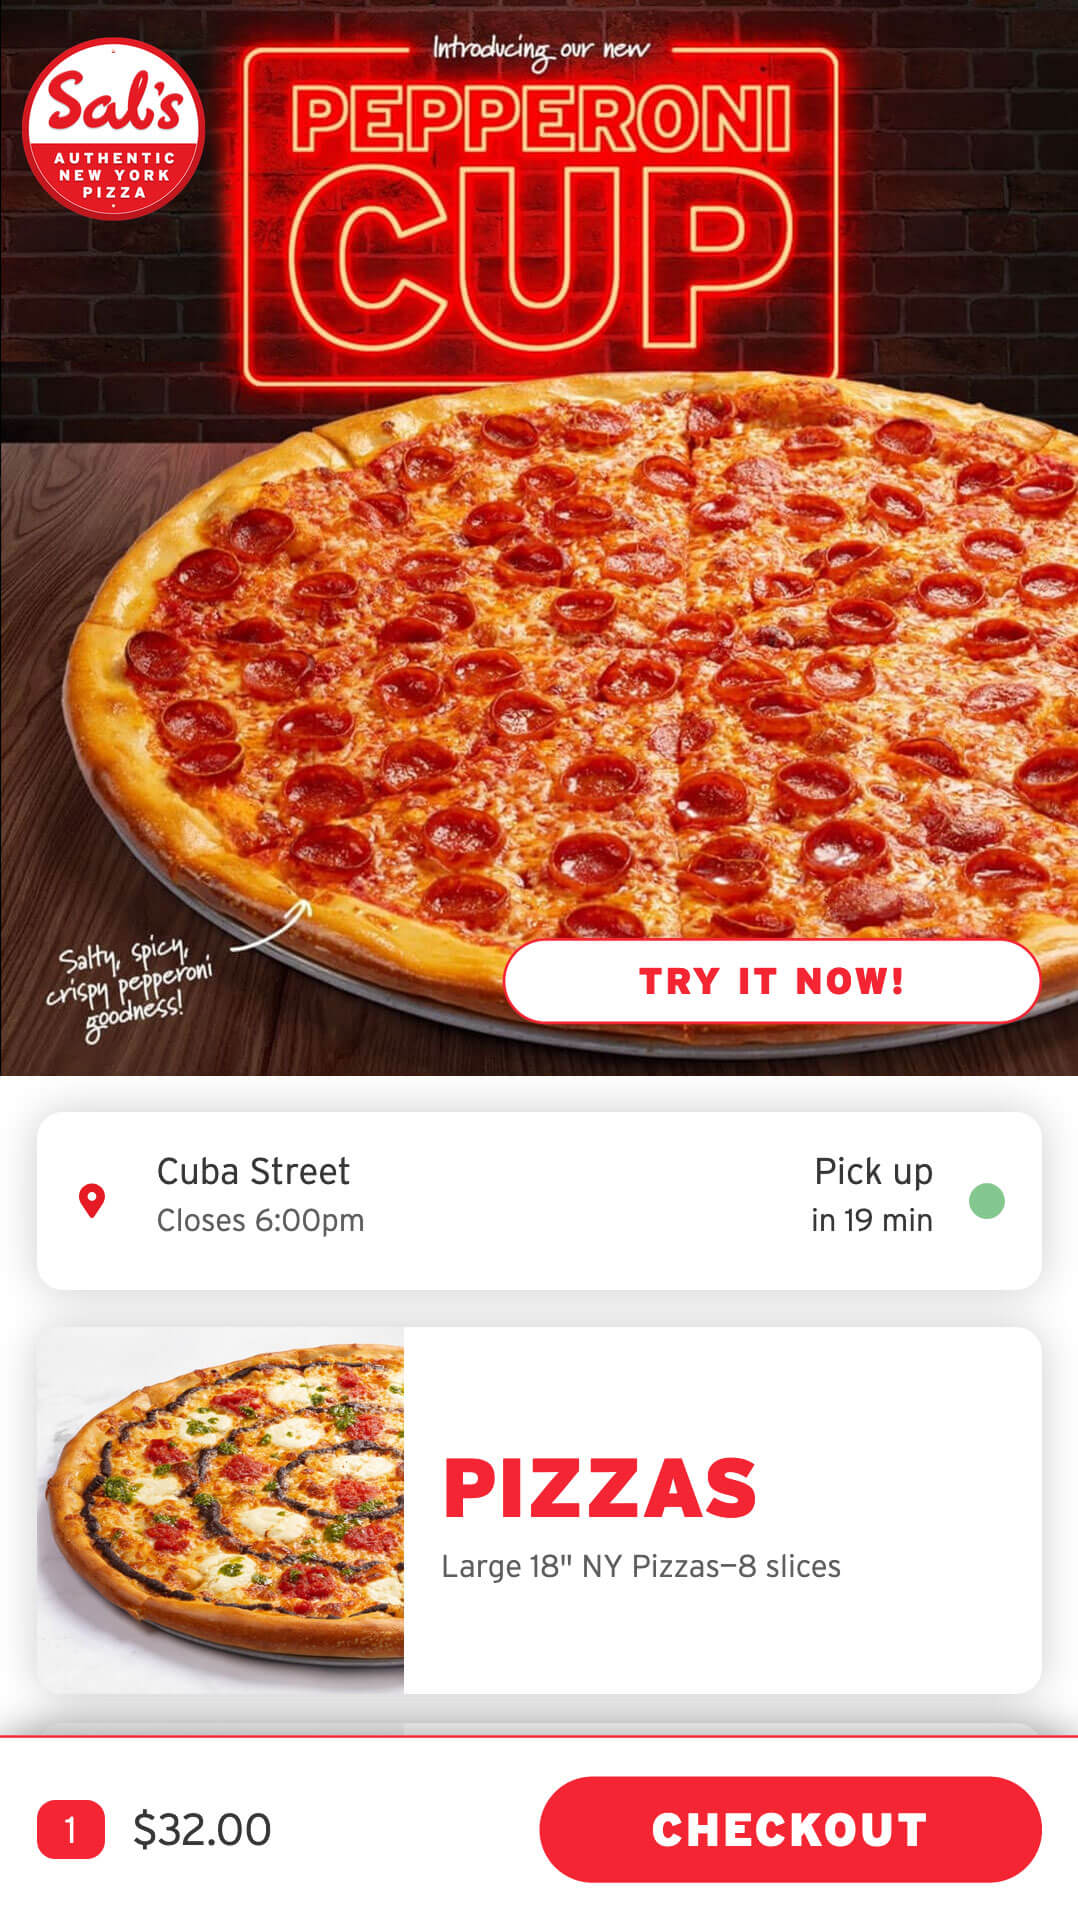 Introducing our new
PEPPERONI
CUP
Sal's
AUTHENTIC
NEW YORK
PIZZA
Salty, spicy,
crispy pepperoni
goodness!
TRY IT NOW!
Cuba Street
Closes 6:00pm
Pick up
in 19 min
PIZZAS
Large 18" NY Pizzas–8 slices
1
$32.00
CHECKOUT